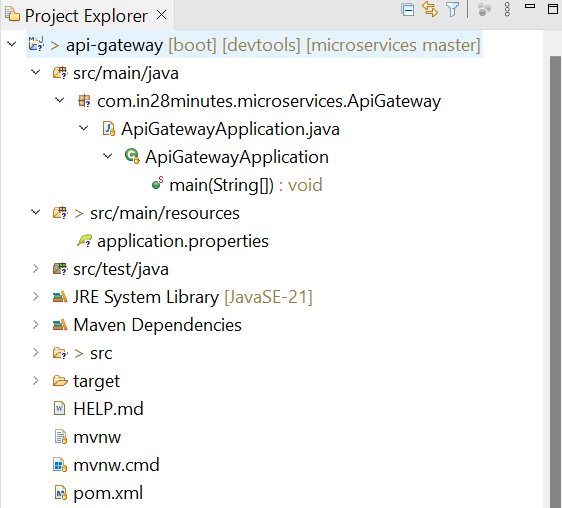 Project Explorer
> api-gateway [boot] [devtools] [microservices master]
src/main/java
com.in28minutes.microservices.ApiGateway
ApiGatewayApplication.java
ApiGatewayApplication
main(String[]) : void
> src/main/resources
application.properties
src/test/java
JRE System Library [JavaSE-21]
Maven Dependencies
> src
target
HELP.md
mvnw
mvnw.cmd
pom.xml